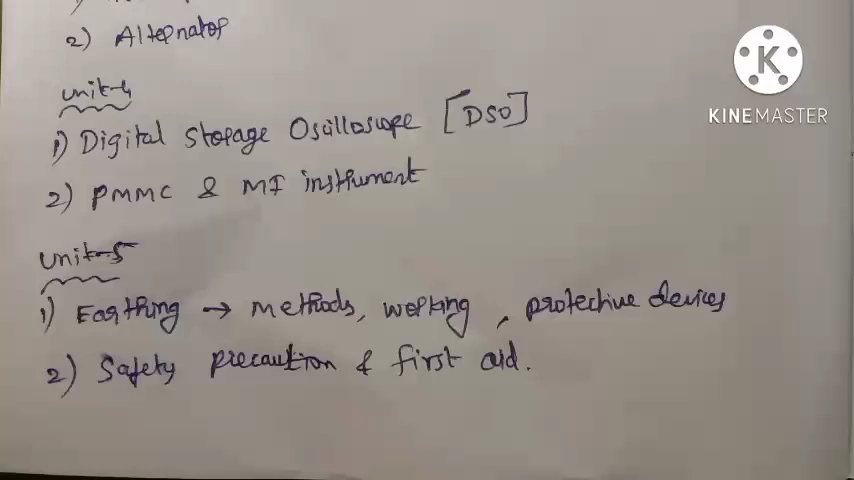 2) Alternator
unit-4
1) Digital Storage Oscilloscope [DSO]
2) PMMC & MI instrument
unit-5
1) Earthing → methods, working, protective devices
2) Safety precaution & first aid.
KINEMASTER